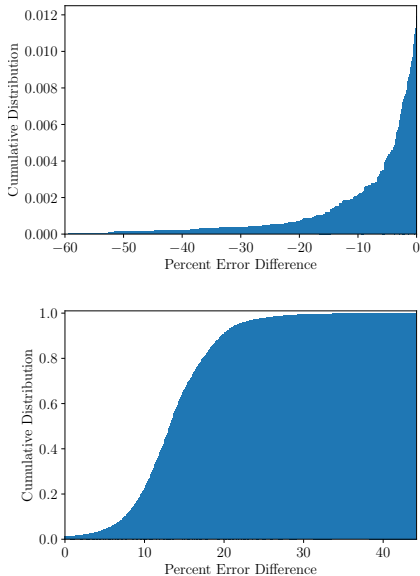 0.012
0.010
0.008
0.006
0.004
0.002
0.000
Cumulative Distribution
−60 −50 −40 −30 −20 −10 0
Percent Error Difference
1.0
0.8
0.6
0.4
0.2
0.0
Cumulative Distribution
0 10 20 30 40
Percent Error Difference